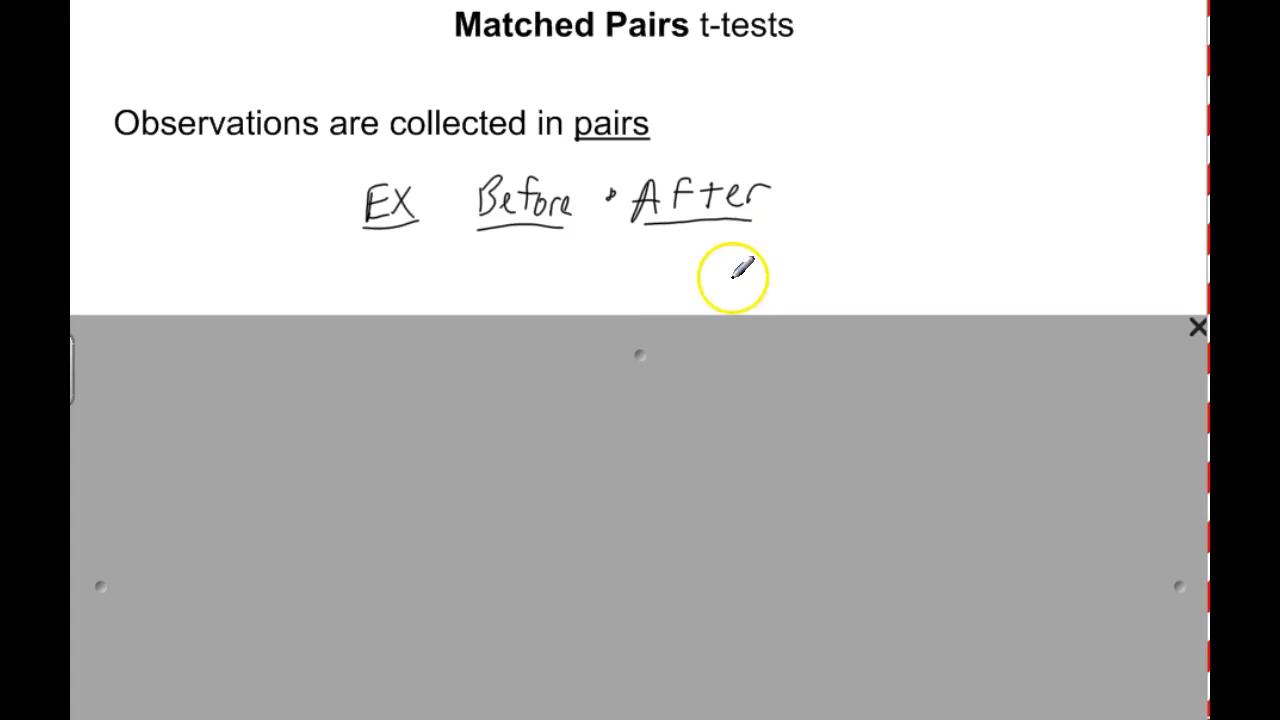 Matched Pairs t-tests
Observations are collected in pairs
EX Before · After